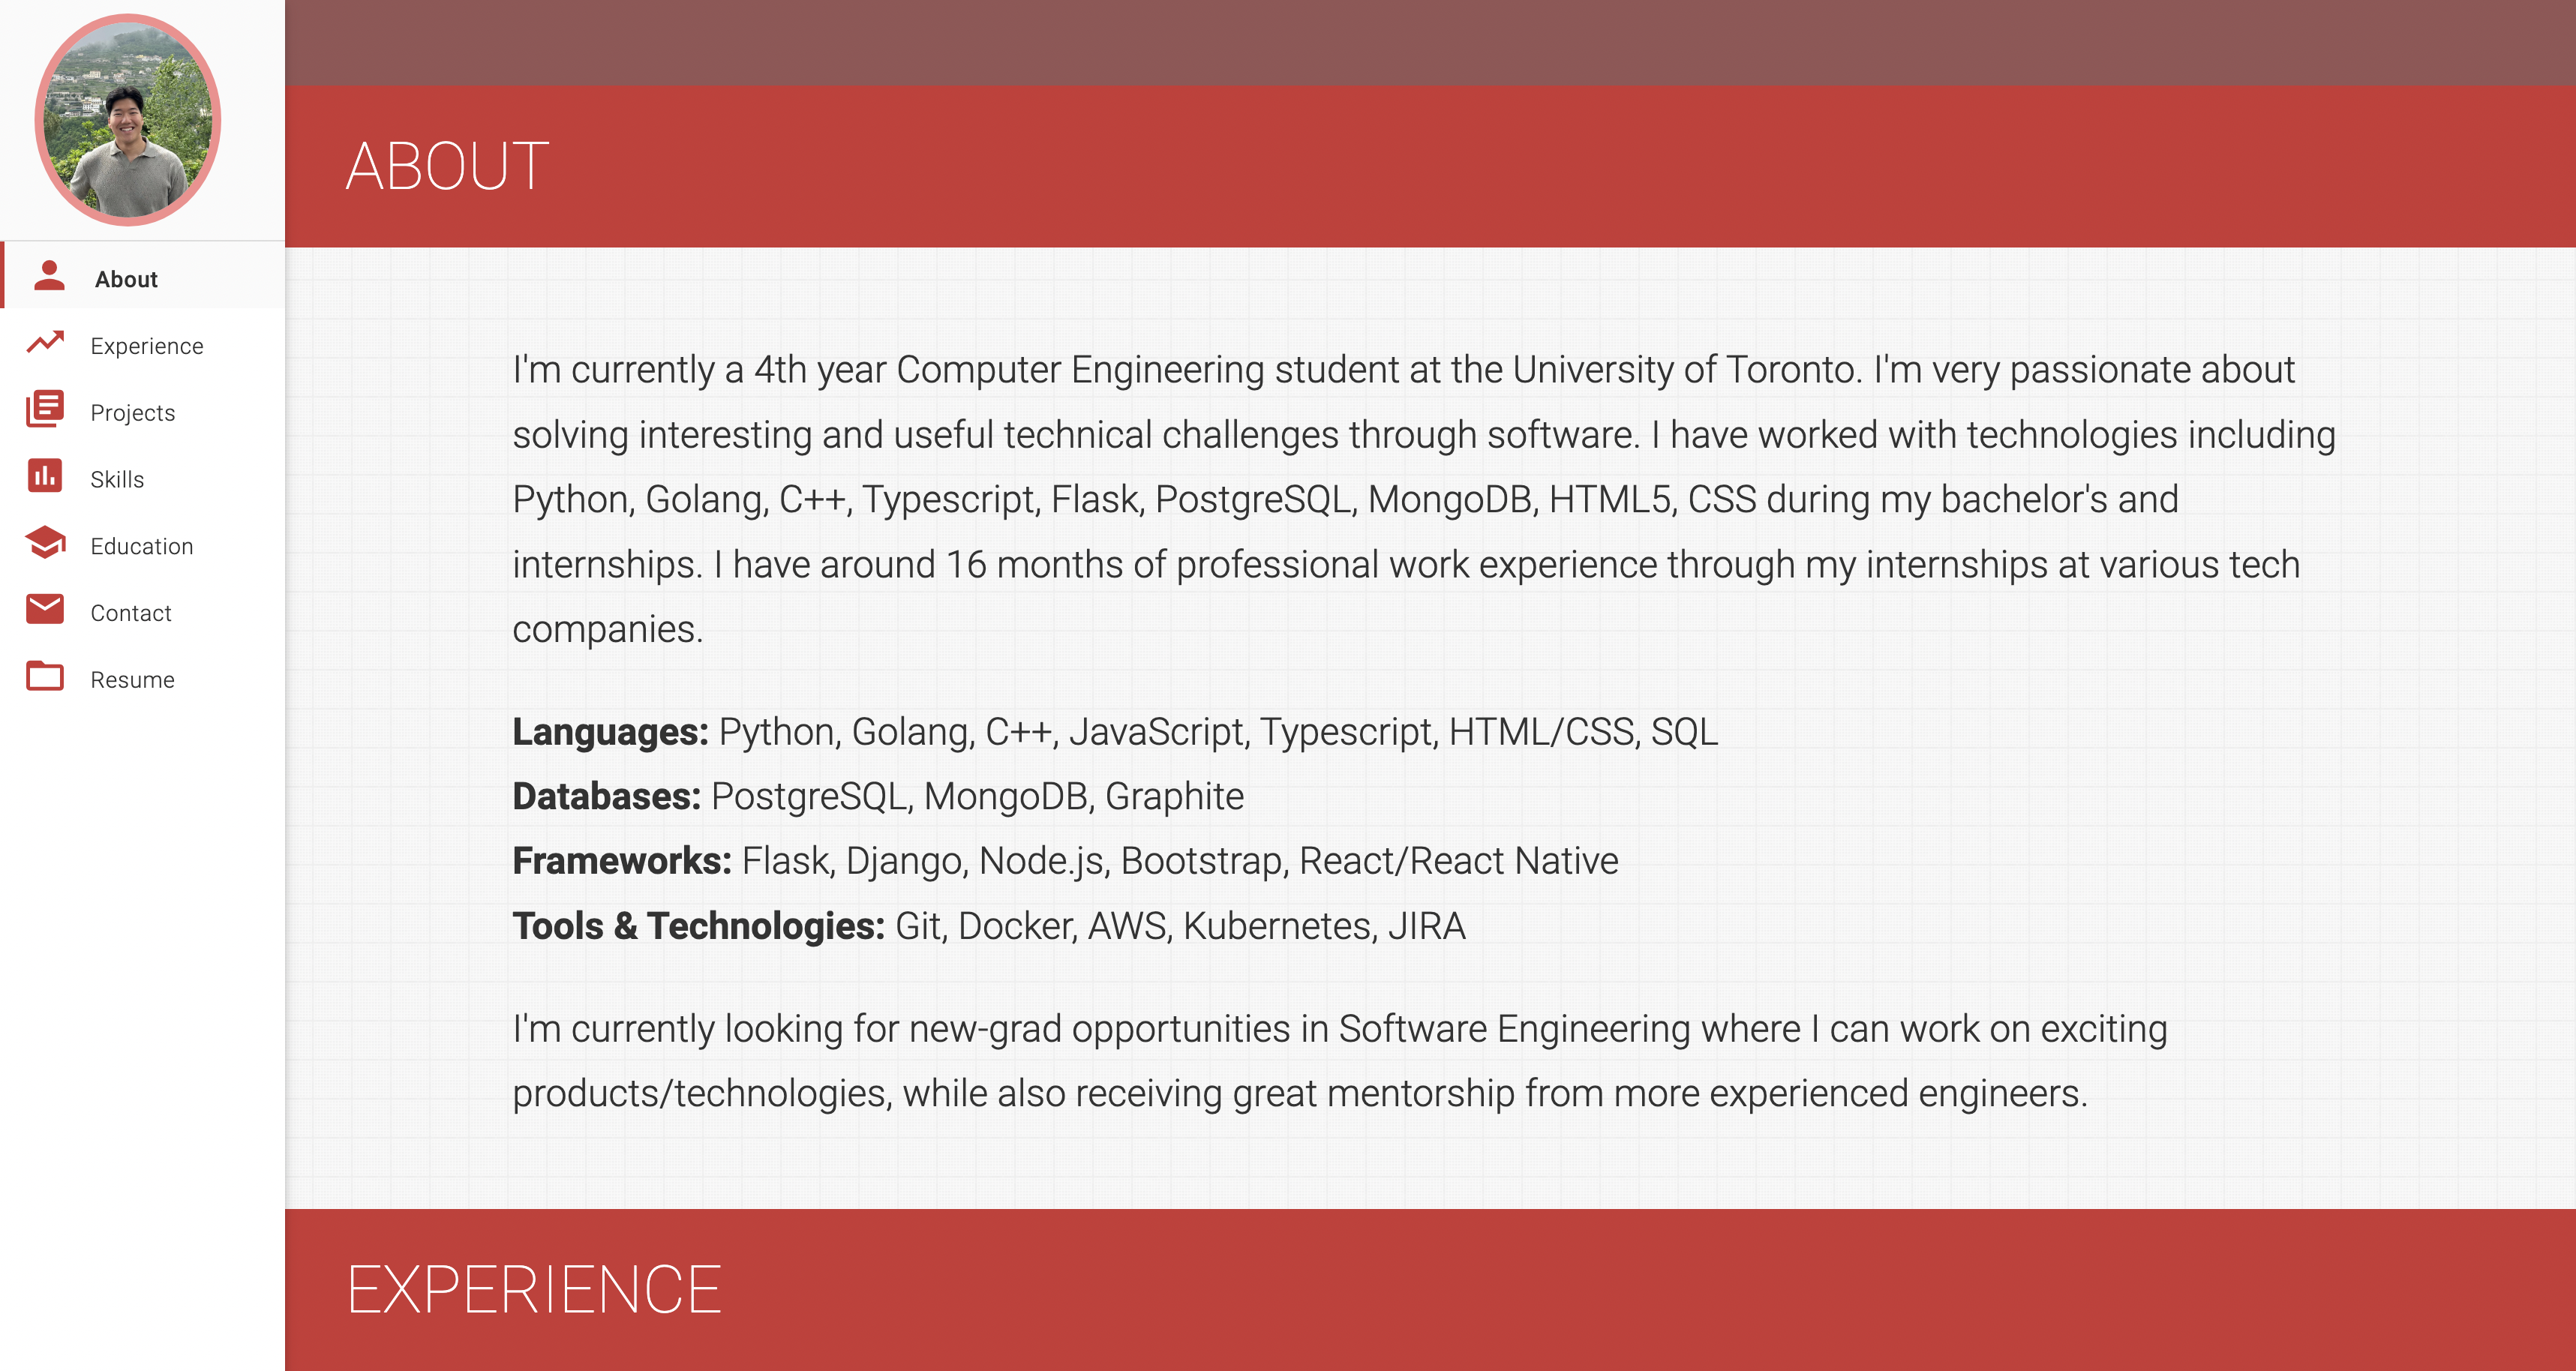 About
Experience
Projects
Skills
Education
Contact
Resume
ABOUT
I'm currently a 4th year Computer Engineering student at the University of Toronto. I'm very passionate about
solving interesting and useful technical challenges through software. I have worked with technologies including
Python, Golang, C++, Typescript, Flask, PostgreSQL, MongoDB, HTML5, CSS during my bachelor's and
internships. I have around 16 months of professional work experience through my internships at various tech
companies.
Languages: Python, Golang, C++, JavaScript, Typescript, HTML/CSS, SQL
Databases: PostgreSQL, MongoDB, Graphite
Frameworks: Flask, Django, Node.js, Bootstrap, React/React Native
Tools & Technologies: Git, Docker, AWS, Kubernetes, JIRA
I'm currently looking for new-grad opportunities in Software Engineering where I can work on exciting
products/technologies, while also receiving great mentorship from more experienced engineers.
EXPERIENCE